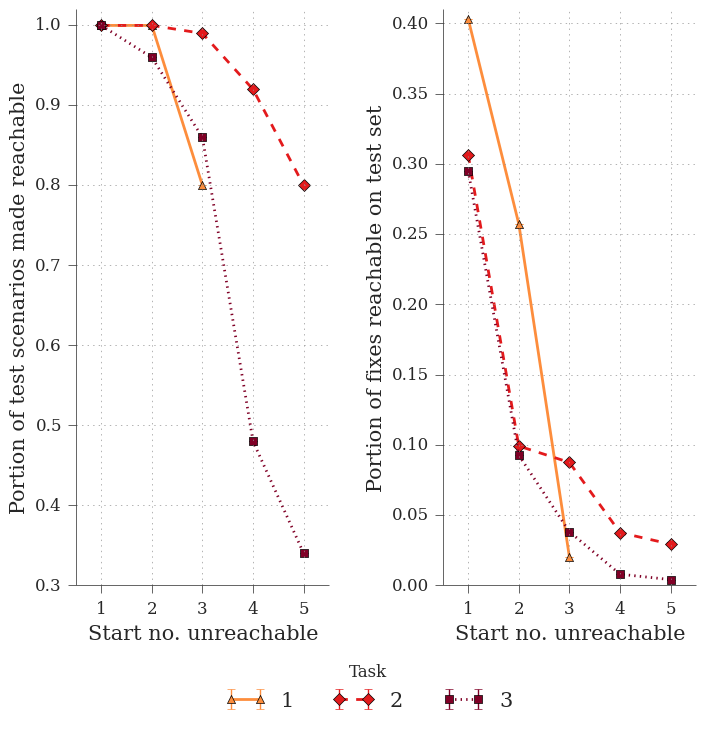 Portion of test scenarios made reachable
1.0
0.9
0.8
0.7
0.6
0.5
0.4
0.3
1 2 3 4 5
Start no. unreachable
Portion of fixes reachable on test set
0.40
0.35
0.30
0.25
0.20
0.15
0.10
0.05
0.00
1 2 3 4 5
Start no. unreachable
Task
1 2 3